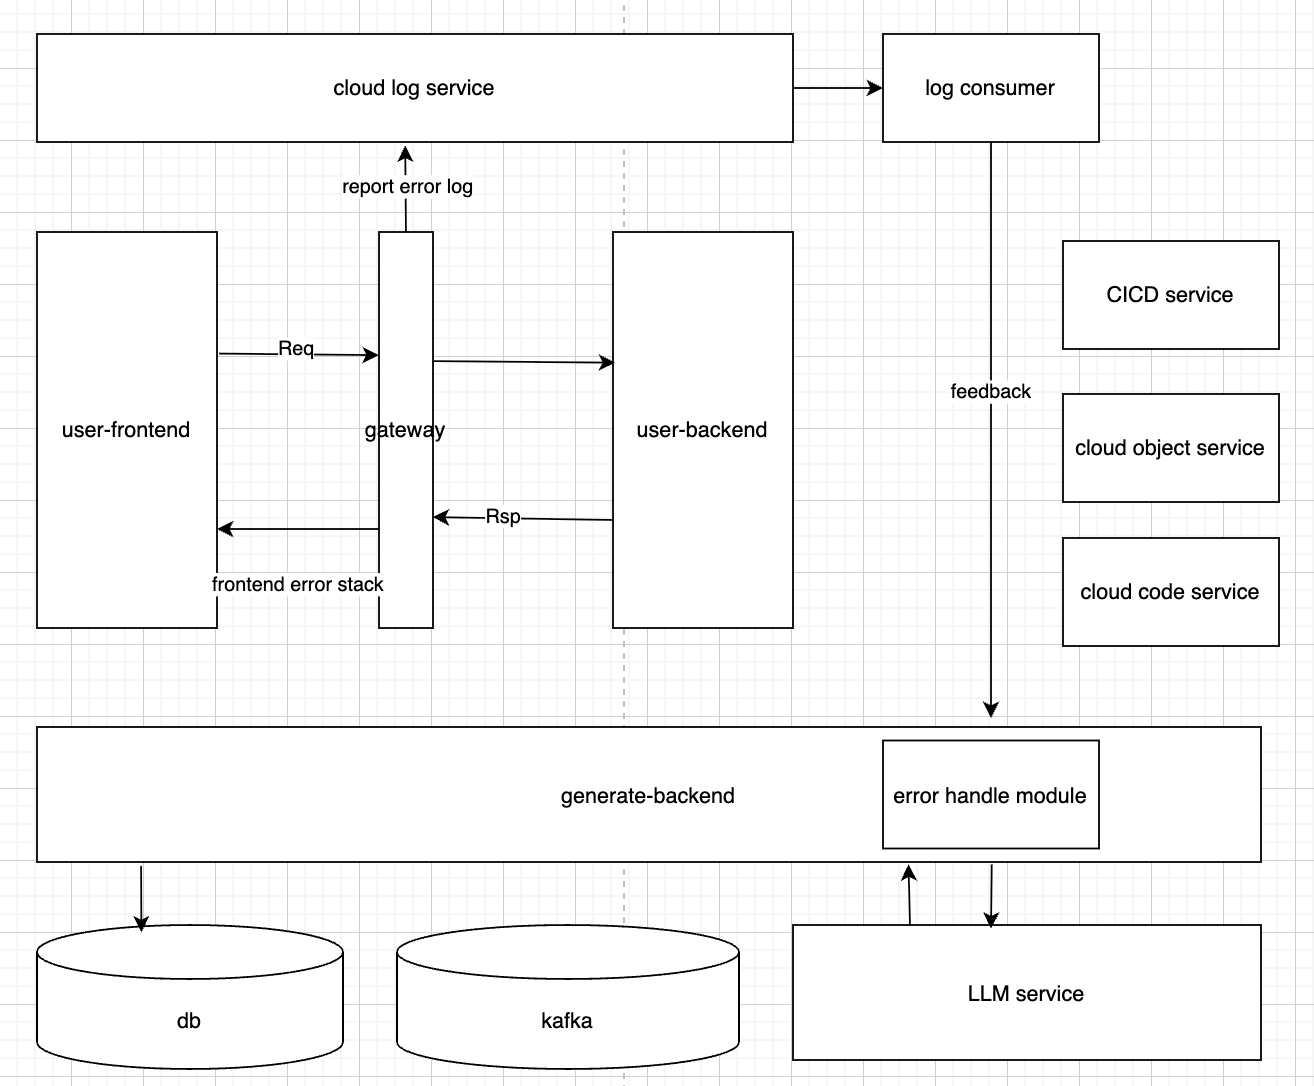 cloud log service
log consumer
report error log
CICD service
Req
feedback
user-frontend
gateway
user-backend
cloud object service
Rsp
frontend error stack
cloud code service
generate-backend
error handle module
db
kafka
LLM service